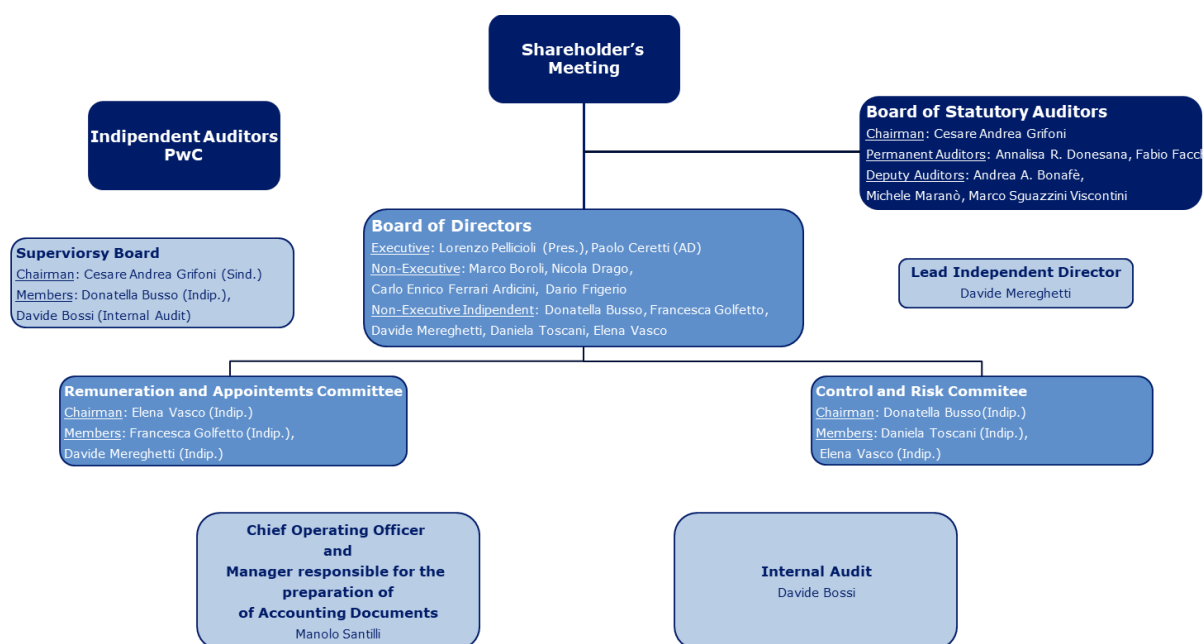 Shareholder’s
Meeting
Indipendent Auditors
PwC
Board of Statutory Auditors
Chairman: Cesare Andrea Grifoni
Permanent Auditors: Annalisa R. Donesana, Fabio
Deputy Auditors: Andrea A. Bonafè,
Michele Maranò, Marco Sguazzini Viscontini
Board of Directors
Executive: Lorenzo Pellicioli (Pres.), Paolo Ceretti (AD)
Non-Executive: Marco Boroli, Nicola Drago,
Carlo Enrico Ferrari Ardicini, Dario Frigerio
Non-Executive Indipendent: Donatella Busso, Francesca Golfetto,
Davide Mereghetti, Daniela Toscani, Elena Vasco
Superviorsy Board
Chairman: Cesare Andrea Grifoni (Sind.)
Members: Donatella Busso (Indip.),
Davide Bossi (Internal Audit)
Lead Independent Director
Davide Mereghetti
Remuneration and Appointemts Committee
Chairman: Elena Vasco (Indip.)
Members: Francesca Golfetto (Indip.),
Davide Mereghetti (Indip.)
Control and Risk Commitee
Chairman: Donatella Busso(Indip.)
Members: Daniela Toscani (Indip.),
Elena Vasco (Indip.)
Chief Operating Officer
and
Manager responsible for the
preparation of
of Accounting Documents
Manolo Santilli
Internal Audit
Davide Bossi